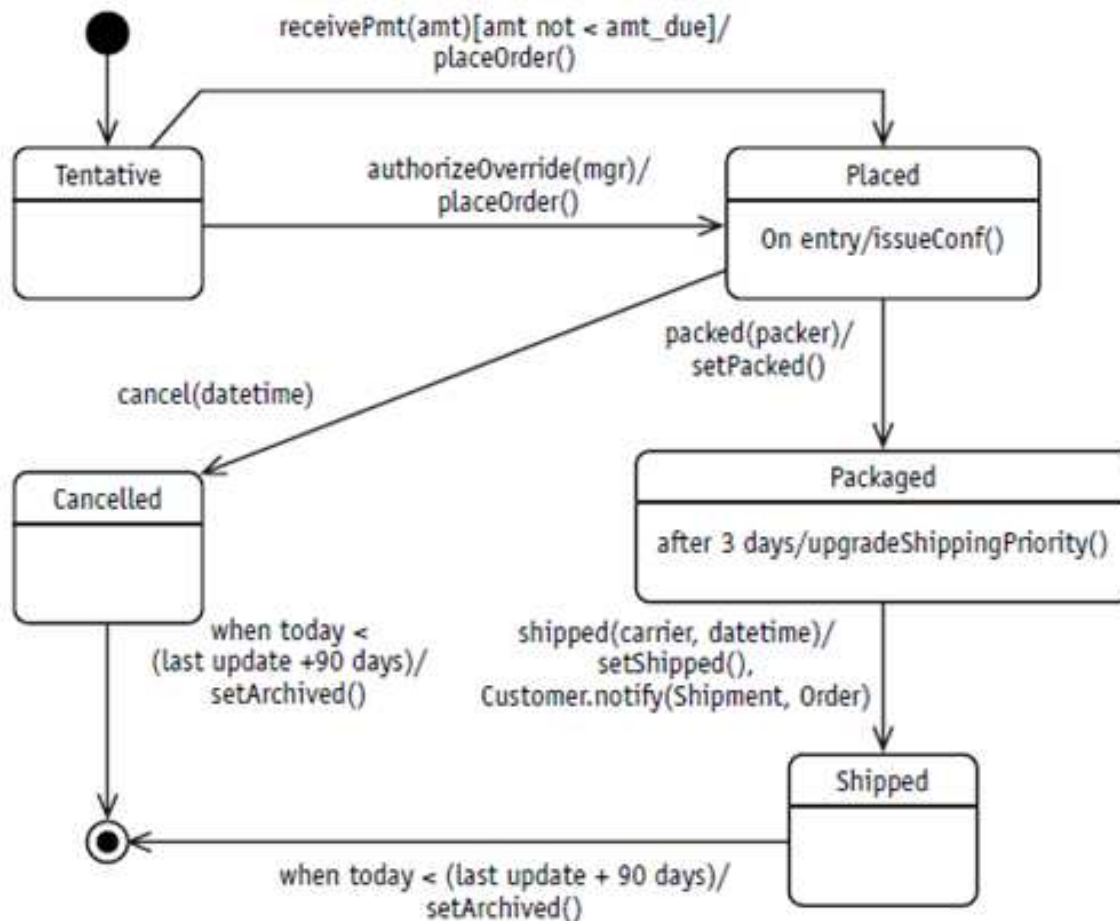 receivePmt(amt)[amt not < amt_due]/
placeOrder()
Tentative
authorizeOverride(mgr)/
placeOrder()
Placed
On entry/issueConf()
packed(packer)/
setPacked()
cancel(datetime)
Cancelled
Packaged
after 3 days/upgradeShippingPriority()
when today <
(last update +90 days)/
setArchived()
shipped(carrier, datetime)/
setShipped(),
Customer.notify(Shipment, Order)
Shipped
when today < (last update + 90 days)/
setArchived()